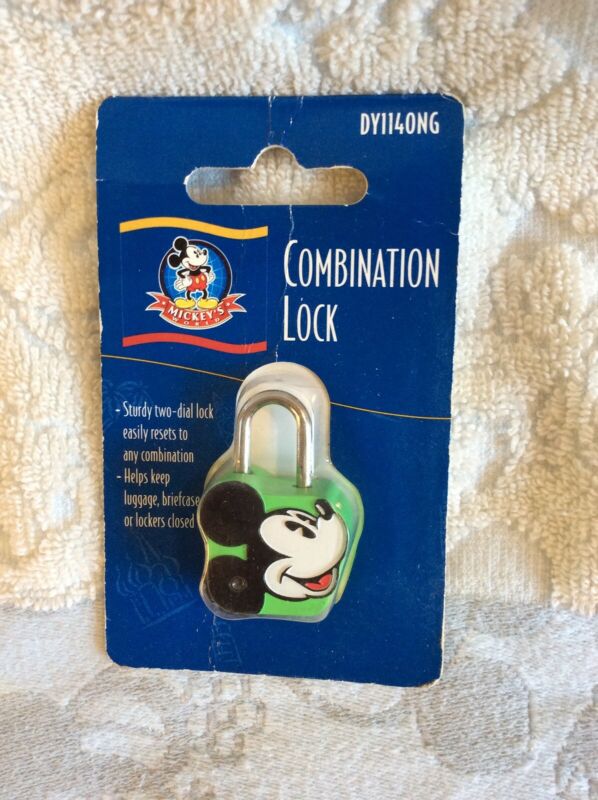 DY1140NG
COMBINATION
LOCK
MICKEY'S
WORLD
- Sturdy two-dial lock
easily resets to
any combination
- Helps keep
luggage, briefcase
or lockers closed